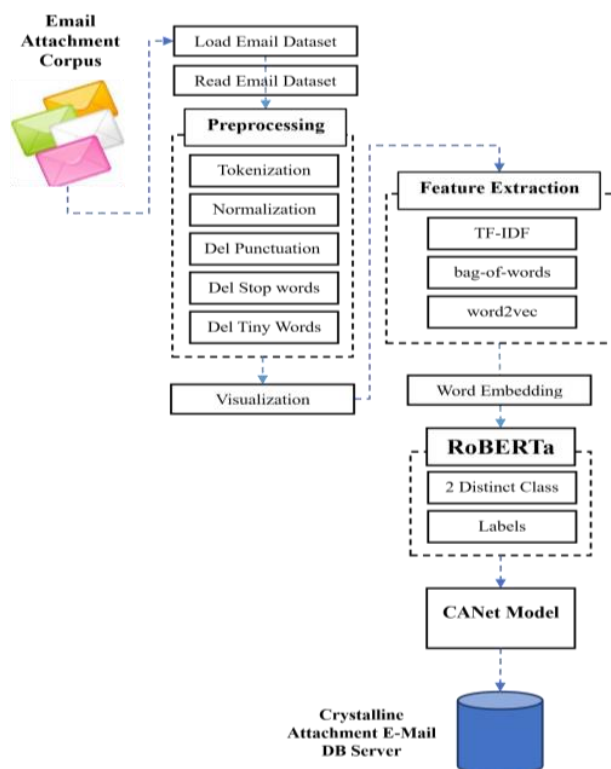 Email
Attachment
Corpus
Load Email Dataset
Read Email Dataset
Preprocessing
Tokenization
Normalization
Del Punctuation
Del Stop words
Del Tiny Words
Visualization
Feature Extraction
TF-IDF
bag-of-words
word2vec
Word Embedding
RoBERTa
2 Distinct Class
Labels
CANet Model
Crystalline
Attachment E-Mail
DB Server